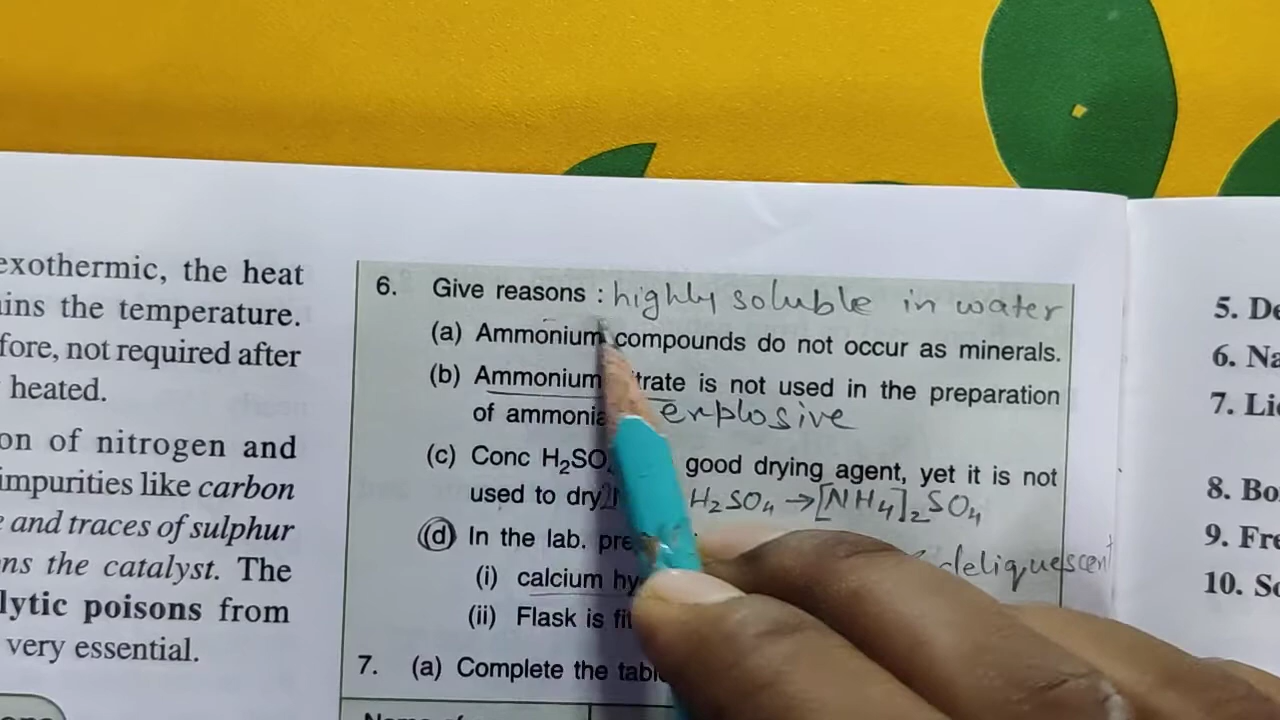 exothermic, the heat
ins the temperature.
fore, not required after
heated.
on of nitrogen and
impurities like carbon
and traces of sulphur
ns the catalyst. The
lytic poisons from
very essential.
6. Give reasons : highly soluble in water
(a) Ammonium compounds do not occur as minerals.
(b) Ammonium trate is not used in the preparation
of ammonia explosive
(c) Conc H₂SO good drying agent, yet it is not
used to dry H₂SO₄ → [NH₄]₂SO₄
(d) In the lab. pre
deliquescent
(i) calcium hy
(ii) Flask is fi
7. (a) Complete the tabl
5. De
6. Na
7. Li
8. Bo
9. Fre
10. So